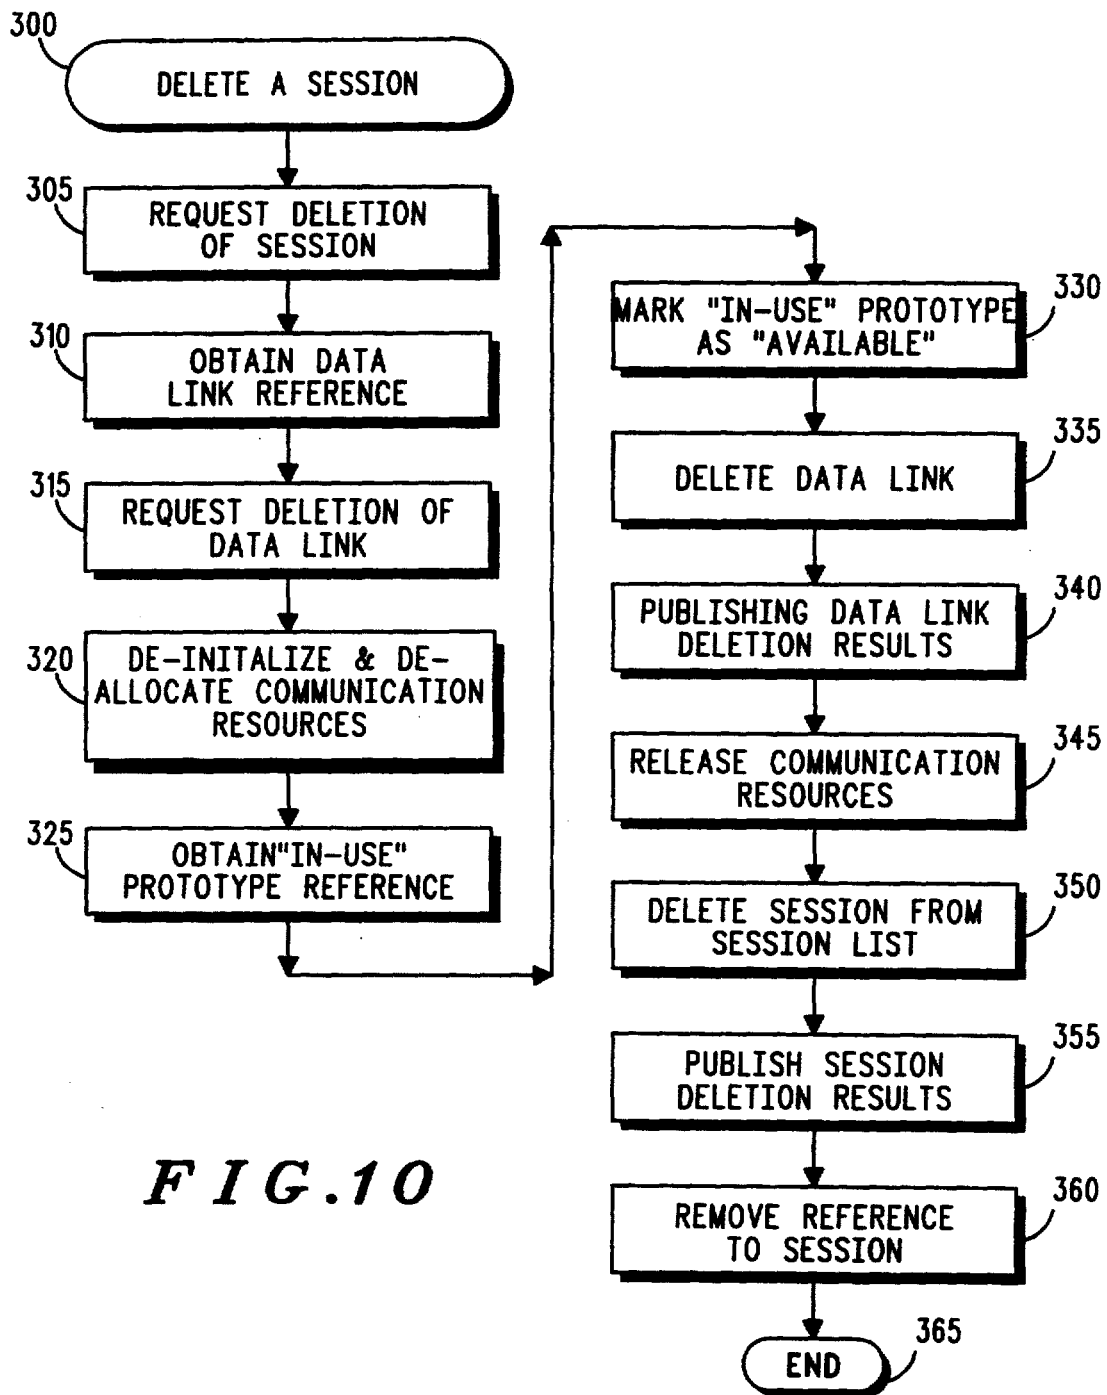 300
DELETE A SESSION
305
REQUEST DELETION
OF SESSION
310
OBTAIN DATA
LINK REFERENCE
315
REQUEST DELETION OF
DATA LINK
320
DE-INITALIZE & DE-
ALLOCATE COMMUNICATION
RESOURCES
325
OBTAIN"IN-USE"
PROTOTYPE REFERENCE
330
MARK "IN-USE" PROTOTYPE
AS "AVAILABLE"
335
DELETE DATA LINK
340
PUBLISHING DATA LINK
DELETION RESULTS
345
RELEASE COMMUNICATION
RESOURCES
350
DELETE SESSION FROM
SESSION LIST
355
PUBLISH SESSION
DELETION RESULTS
360
REMOVE REFERENCE
TO SESSION
365
END
FIG.10